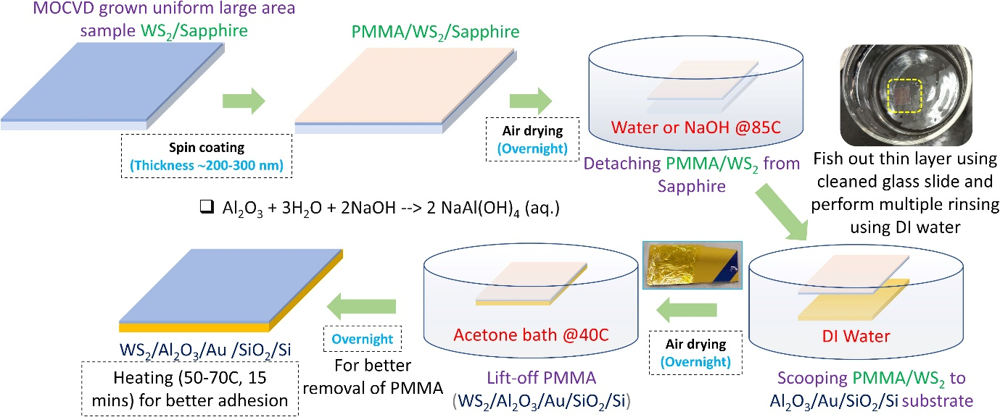 MOCVD grown uniform large area
sample WS₂/Sapphire
PMMA/WS₂/Sapphire
Spin coating
(Thickness ~200-300 nm)
Air drying
(Overnight)
Water or NaOH @85C
Detaching PMMA/WS₂ from
Sapphire
Fish out thin layer using
cleaned glass slide and
perform multiple rinsing
using DI water
❑ Al₂O₃ + 3H₂O + 2NaOH --> 2 NaAl(OH)₄ (aq.)
DI Water
Scooping PMMA/WS₂ to
Al₂O₃/Au/SiO₂/Si substrate
Air drying
(Overnight)
Acetone bath @40C
Lift-off PMMA
(WS₂/Al₂O₃/Au/SiO₂/Si)
Overnight
For better
removal of PMMA
WS₂/Al₂O₃/Au /SiO₂/Si
Heating (50-70C, 15
mins) for better adhesion